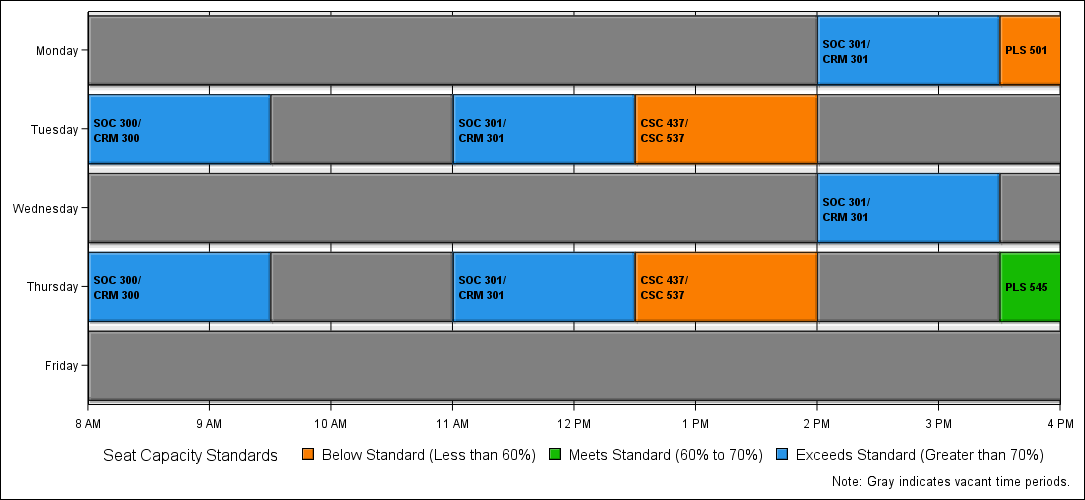 Monday
SOC 301/
CRM 301
PLS 501
Tuesday
SOC 300/
CRM 300
SOC 301/
CRM 301
CSC 437/
CSC 537
Wednesday
SOC 301/
CRM 301
Thursday
SOC 300/
CRM 300
SOC 301/
CRM 301
CSC 437/
CSC 537
PLS 545
Friday
8 AM 9 AM 10 AM 11 AM 12 PM 1 PM 2 PM 3 PM 4 PM
Seat Capacity Standards Below Standard (Less than 60%) Meets Standard (60% to 70%) Exceeds Standard (Greater than 70%)
Note: Gray indicates vacant time periods.